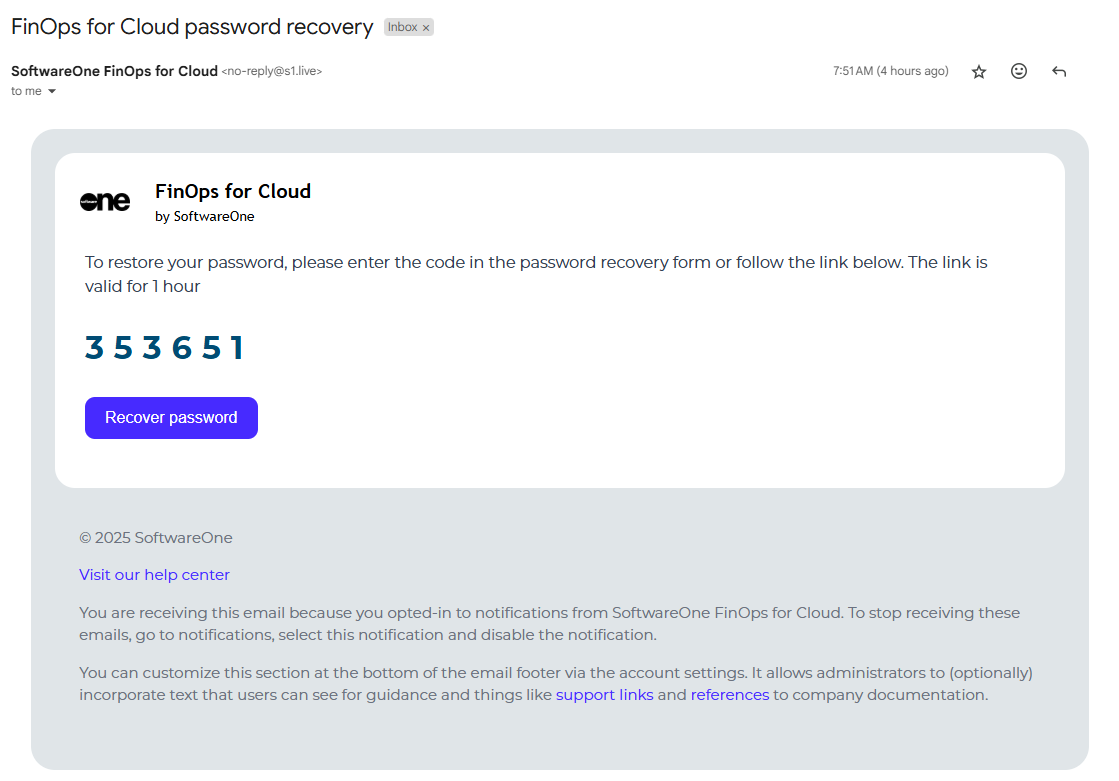 FinOps for Cloud password recovery Inbox ×
SoftwareOne FinOps for Cloud <no-reply@s1.live> 7:51 AM (4 hours ago)
to me
software one
FinOps for Cloud
by SoftwareOne
To restore your password, please enter the code in the password recovery form or follow the link below. The link is
valid for 1 hour
3 5 3 6 5 1
Recover password
© 2025 SoftwareOne
Visit our help center
You are receiving this email because you opted-in to notifications from SoftwareOne FinOps for Cloud. To stop receiving these
emails, go to notifications, select this notification and disable the notification.
You can customize this section at the bottom of the email footer via the account settings. It allows administrators to (optionally)
incorporate text that users can see for guidance and things like support links and references to company documentation.